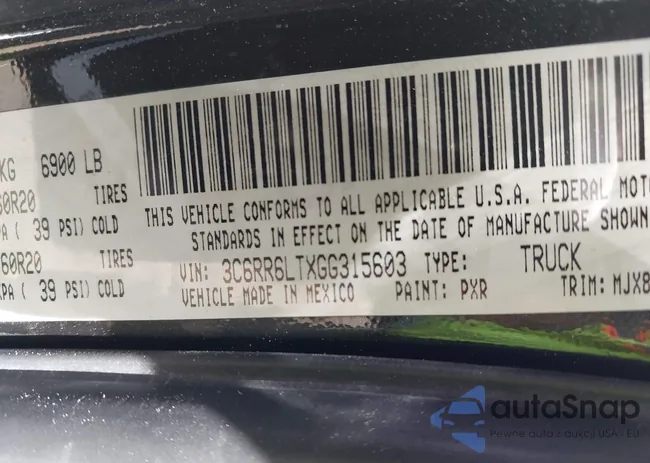 KG 6900 LB
60R20 TIRES
PA ( 39 PSI) COLD
60R20 TIRES
KPA ( 39 PSI) COLD
THIS VEHICLE CONFORMS TO ALL APPLICABLE U.S.A. FEDERAL MOT
STANDARDS IN EFFECT ON THE DATE OF MANUFACTURE SHOWN
VIN: 3C6RR6LTXGG315603 TYPE: TRUCK
VEHICLE MADE IN MEXICO PAINT: PXR TRIM: MJX8
autaSnap
Pewne auta z aukcji USA - EU